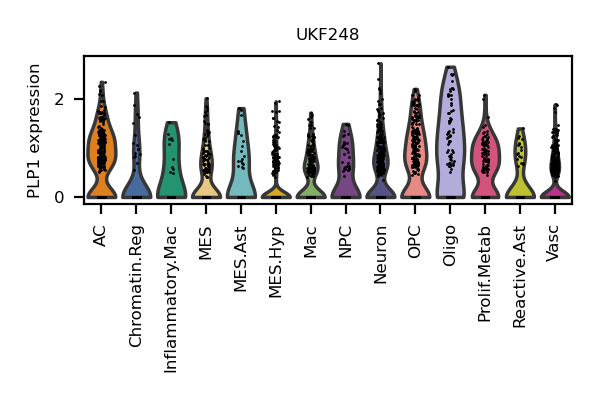 UKF248
PLP1 expression
2
0
AC
Chromatin.Reg
Inflammatory.Mac
MES
MES.Ast
MES.Hyp
Mac
NPC
Neuron
OPC
Oligo
Prolif.Metab
Reactive.Ast
Vasc